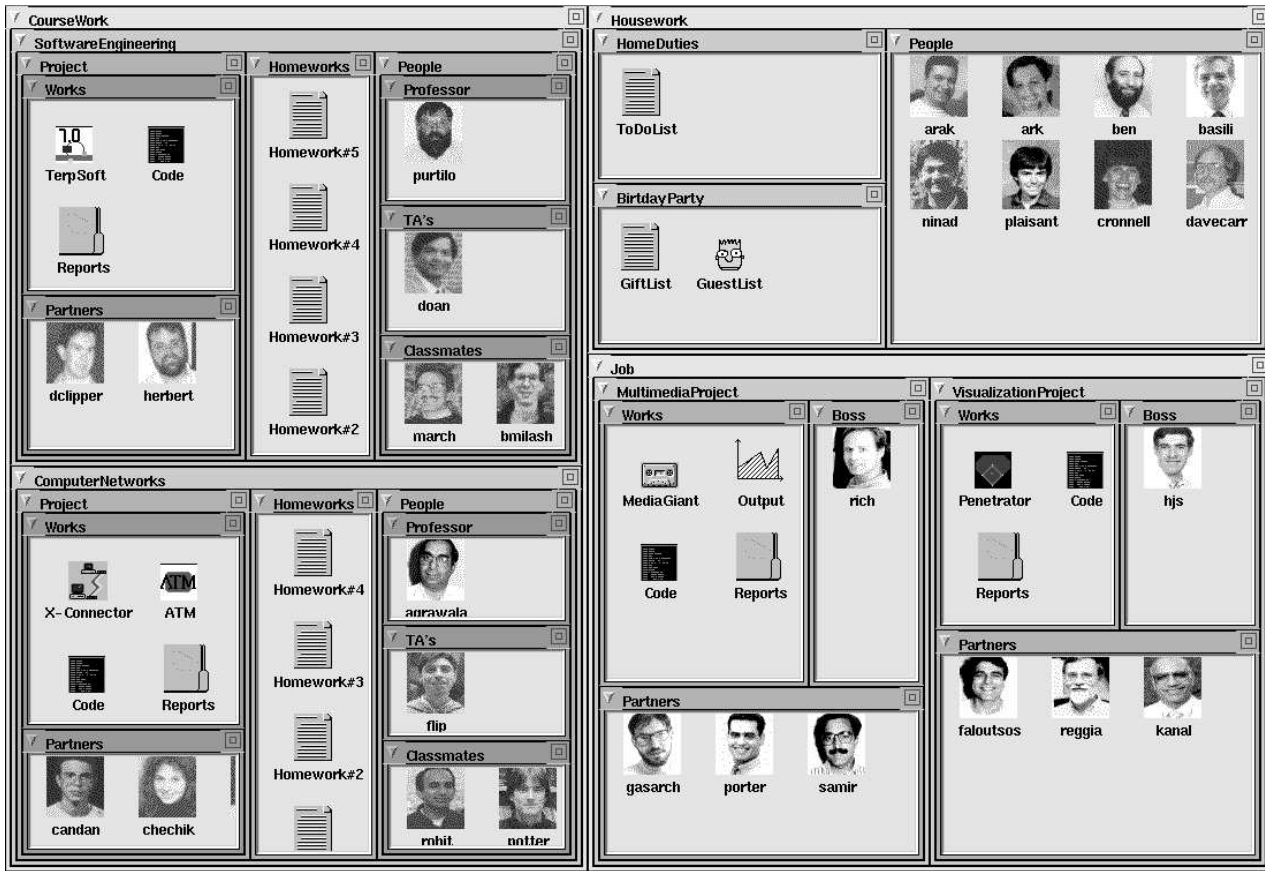 CourseWork
SoftwareEngineering
Project
Works
TerpSoft
Code
Reports
Partners
dclipper
herbert
Homeworks
Homework#5
Homework#4
Homework#3
Homework#2
People
Professor
purtilo
TA's
doan
Classmates
march
bmilash
ComputerNetworks
Project
Works
X-Connector
ATM
ATM
Code
Reports
Partners
candan
chechik
Homeworks
Homework#4
Homework#3
Homework#2
People
Professor
agrawala
TA's
flip
Classmates
rohit
potter
Housework
HomeDuties
ToDoList
BirtdayParty
GiftList
GuestList
People
arak
ark
ben
basili
ninad
plaisant
cronnell
davecarr
Job
MultimediaProject
Works
MediaGiant
Output
Code
Reports
Boss
rich
Partners
gasarch
porter
samir
VisualizationProject
Works
Penetrator
Code
Reports
Boss
hjs
Partners
faloutsos
reggia
kanal